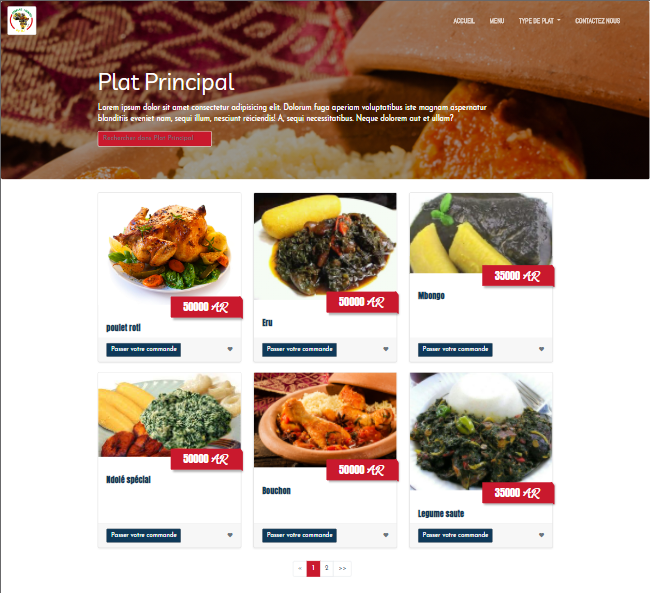 ACCUEIL MENU TYPE DE PLAT CONTACTEZ NOUS
Plat Principal
Lorem ipsum dolor sit amet consectetur adipisicing elit. Dolorum fuga aperiam voluptatibus iste magnam aspernatur
blanditiis eveniet nam, sequi illum, nesciunt reiciendis! A, sequi necessitatibus. Neque dolorem aut et ullam?
Rechercher dans Plat Principal
50000 AR 50000 AR 35000 AR
poulet roti Eru Mbongo
Passer votre commande Passer votre commande Passer votre commande
50000 AR 50000 AR 35000 AR
Ndolé spécial Bouchon Legume saute
Passer votre commande Passer votre commande Passer votre commande
« 1 2 >>